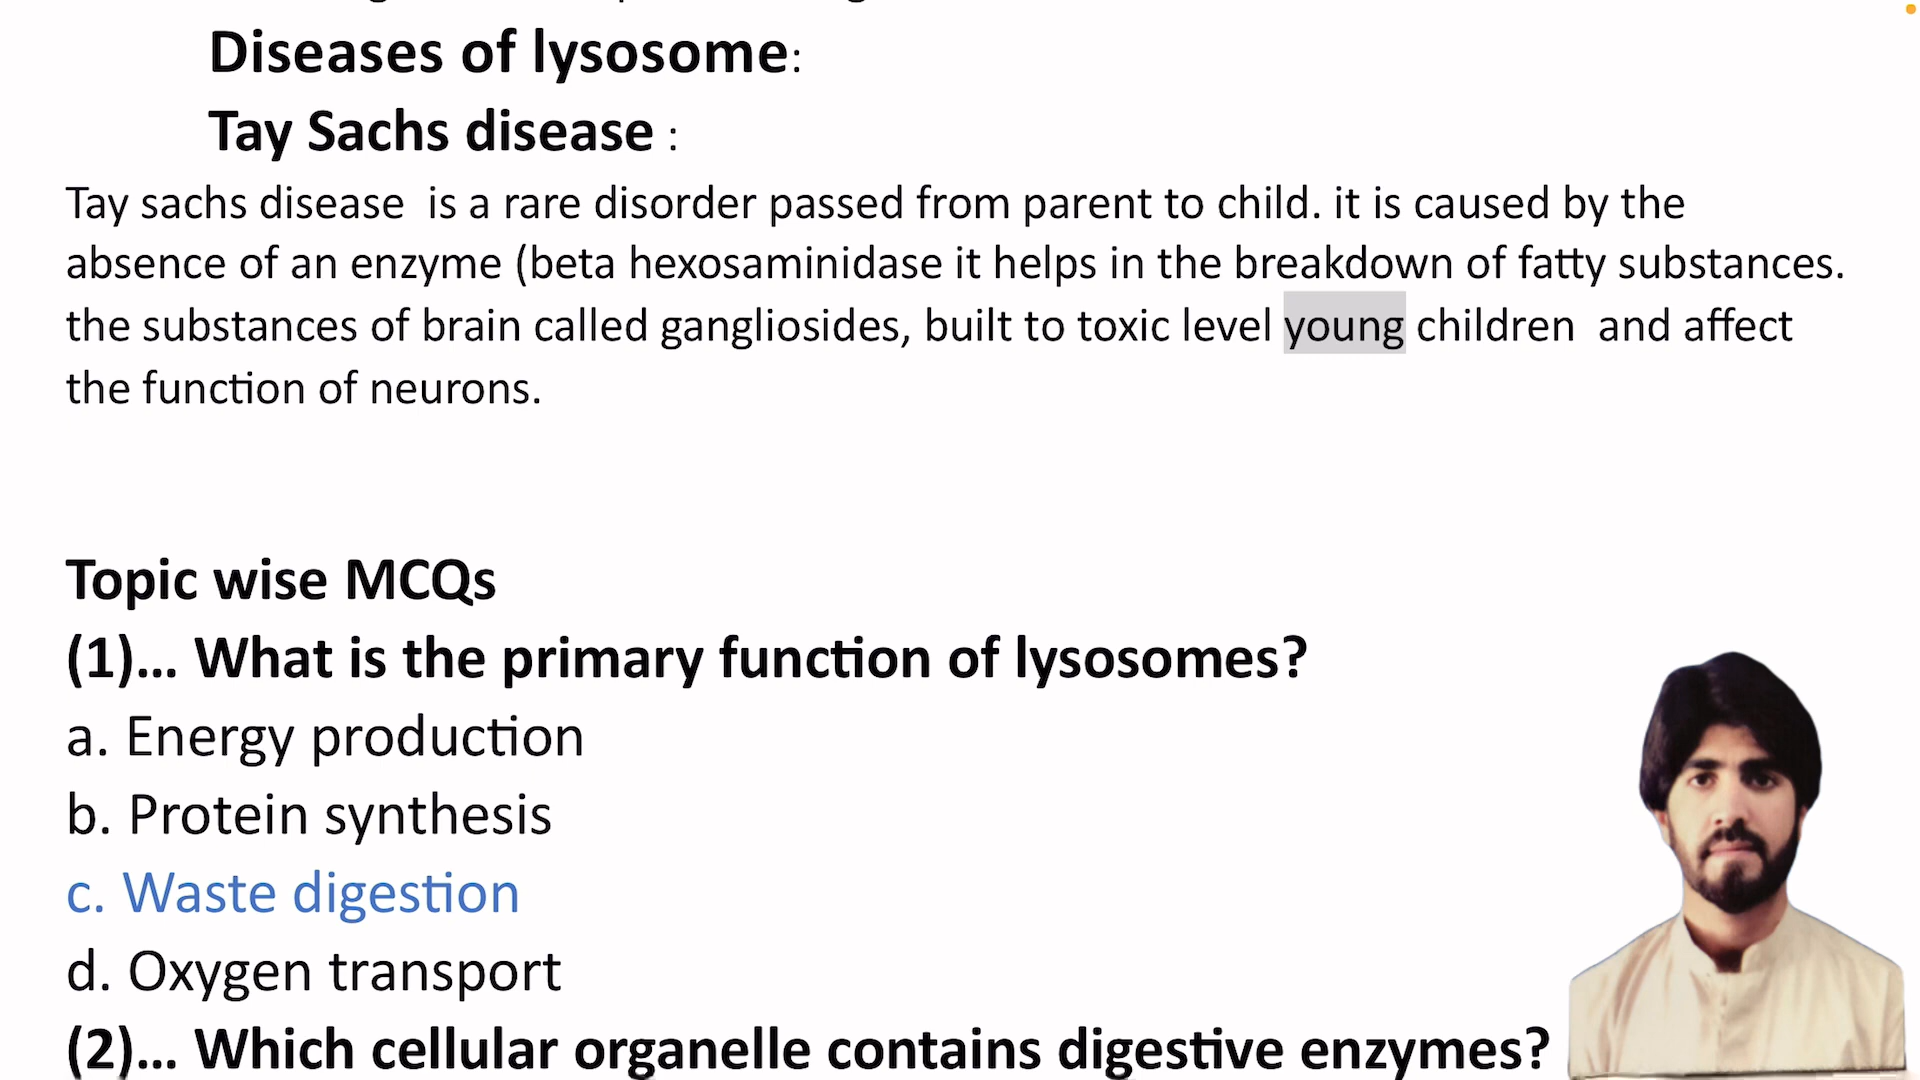 Diseases of lysosome:
Tay Sachs disease :
Tay sachs disease is a rare disorder passed from parent to child. it is caused by the
absence of an enzyme (beta hexosaminidase it helps in the breakdown of fatty substances.
the substances of brain called gangliosides, built to toxic level young children and affect
the function of neurons.
Topic wise MCQs
(1)... What is the primary function of lysosomes?
a. Energy production
b. Protein synthesis
c. Waste digestion
d. Oxygen transport
(2)... Which cellular organelle contains digestive enzymes?